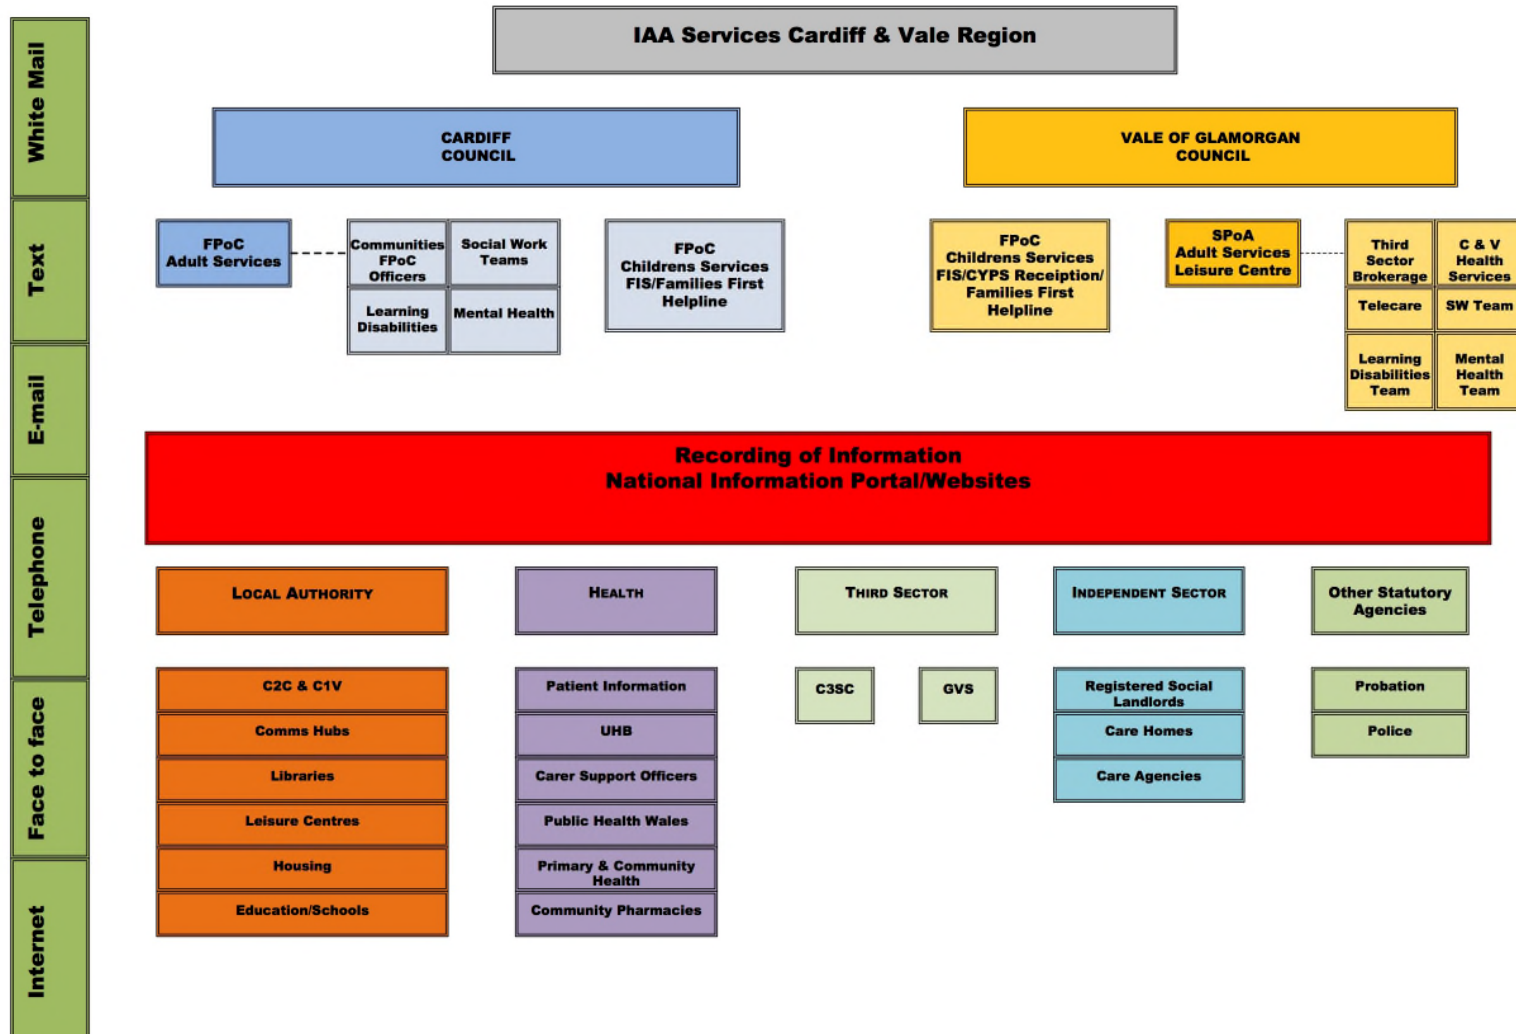 IAA Services Cardiff & Vale Region
White Mail
Text
E-mail
Telephone
Face to face
Internet
CARDIFF
COUNCIL
VALE OF GLAMORGAN
COUNCIL
FPoC
Adult Services
Communities
FPoC
Officers
Social Work
Teams
Learning
Disabilities
Mental Health
FPoC
Childrens Services
FIS/Families First
Helpline
FPoC
Childrens Services
FIS/CYPS Receiption/
Families First
Helpline
SPoA
Adult Services
Leisure Centre
Third
Sector
Brokerage
C & V
Health
Services
Telecare
SW Team
Learning
Disabilities
Team
Mental
Health
Team
Recording of Information
National Information Portal/Websites
LOCAL AUTHORITY
C2C & C1V
Comms Hubs
Libraries
Leisure Centres
Housing
Education/Schools
HEALTH
Patient Information
UHB
Carer Support Officers
Public Health Wales
Primary & Community
Health
Community Pharmacies
THIRD SECTOR
C3SC
GVS
INDEPENDENT SECTOR
Registered Social
Landlords
Care Homes
Care Agencies
Other Statutory
Agencies
Probation
Police